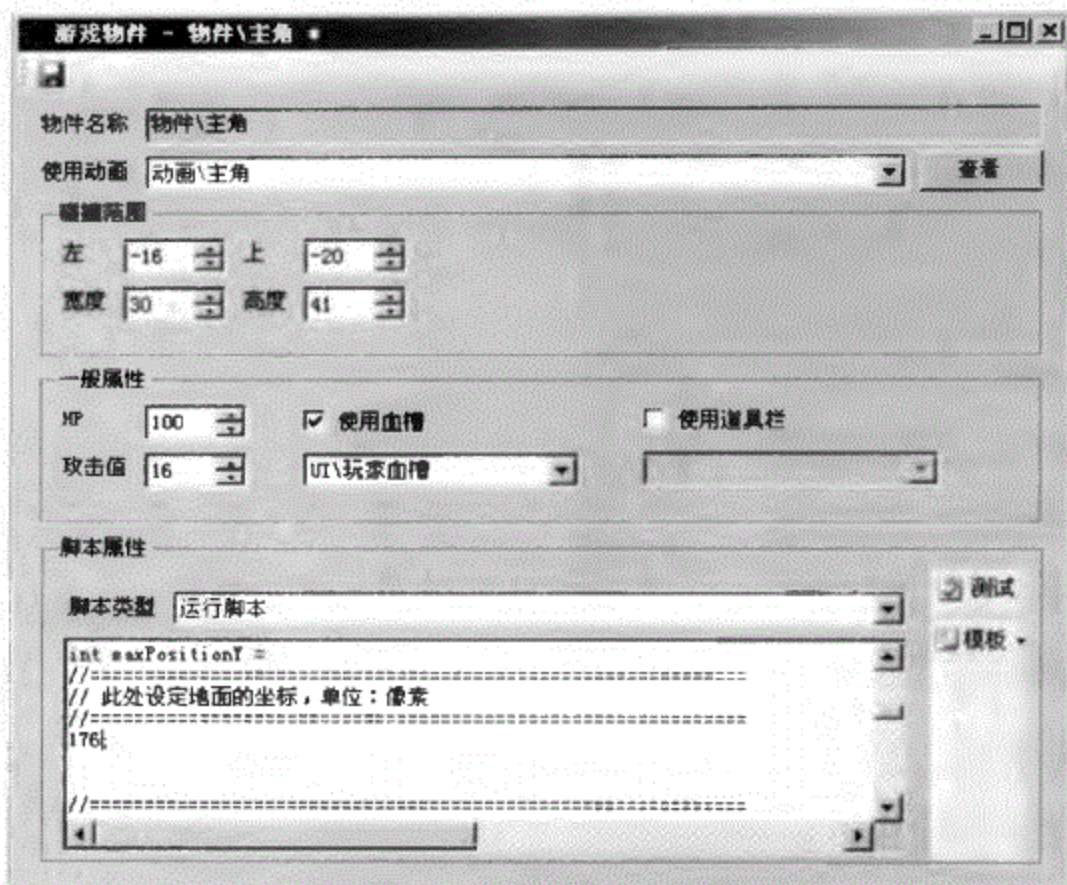 游戏物件 - 物件\主角 *
物件名称 物件\主角
使用动画 动画\主角 查看
碰撞范围
左 -16 上 -20
宽度 30 高度 41
一般属性
HP 100 使用血槽 使用道具栏
攻击值 16 UI\玩家血槽
脚本属性
脚本类型 运行脚本 测试
模板
int maxPositionY =
//============================================================
// 此处设定地面的坐标，单位：像素
//============================================================
176;
//============================================================